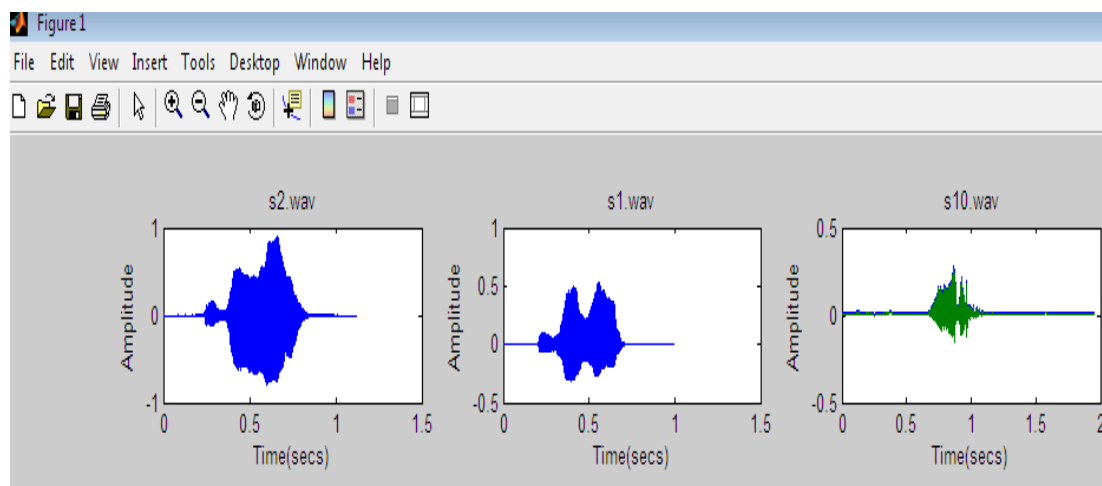 Figure 1
File Edit View Insert Tools Desktop Window Help
s2.wav
1
0
-1
Amplitude
0 0.5 1 1.5
Time(secs)
s1.wav
1
0.5
0
-0.5
Amplitude
0 0.5 1 1.5
Time(secs)
s10.wav
0.5
0
-0.5
Amplitude
0 0.5 1 1.5 2
Time(secs)